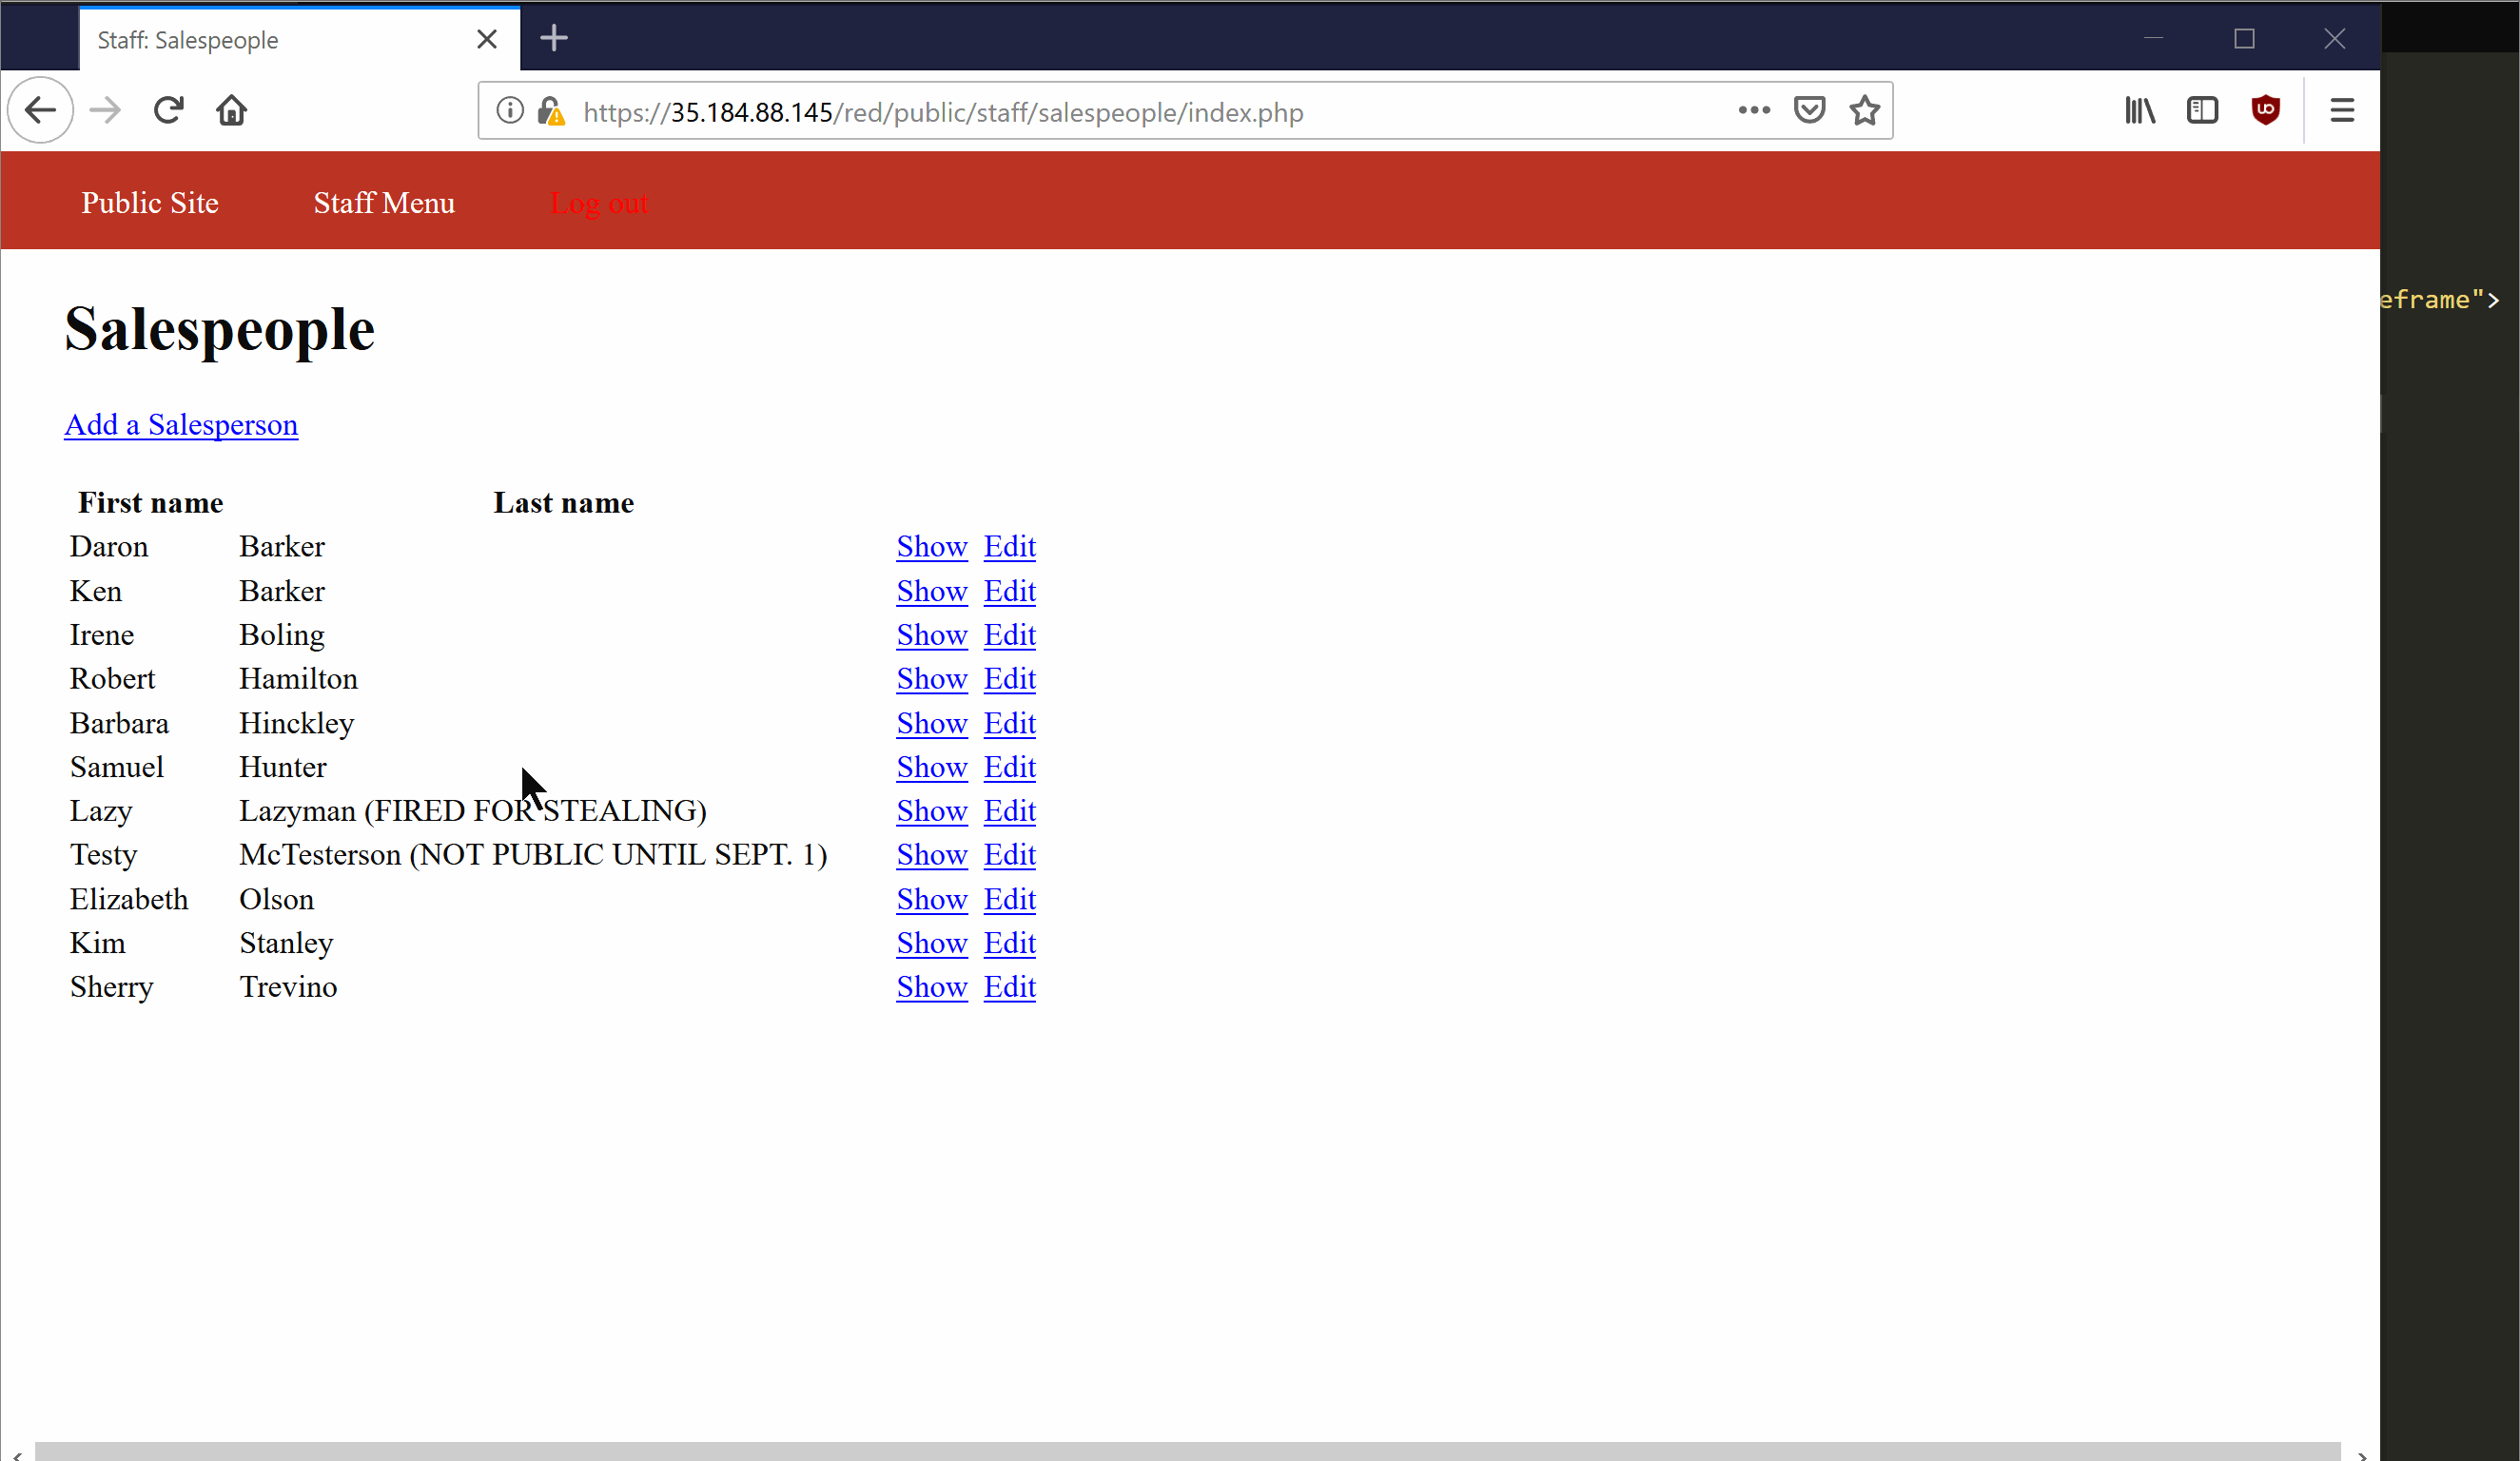 Staff: Salespeople
https://35.184.88.145/red/public/staff/salespeople/index.php
Public Site Staff Menu Log out
eframe">
Salespeople
Add a Salesperson
First name Last name
Daron Barker Show Edit
Ken Barker Show Edit
Irene Boling Show Edit
Robert Hamilton Show Edit
Barbara Hinckley Show Edit
Samuel Hunter Show Edit
Lazy Lazyman (FIRED FOR STEALING) Show Edit
Testy McTesterson (NOT PUBLIC UNTIL SEPT. 1) Show Edit
Elizabeth Olson Show Edit
Kim Stanley Show Edit
Sherry Trevino Show Edit